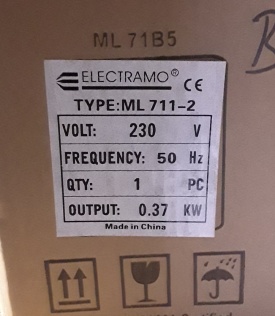 ML 71B5
ELECTRAMO® CE
TYPE:ML 711-2
VOLT: 230 V
FREQUENCY: 50 Hz
QTY: 1 PC
OUTPUT: 0.37 KW
Made in China